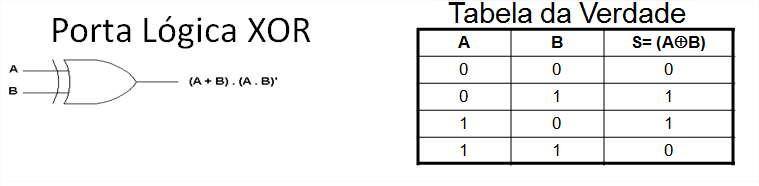 Porta Lógica XOR
A
B
(A + B) . (A . B)'
Tabela da Verdade
A B S= (A⊕B)
0 0 0
0 1 1
1 0 1
1 1 0